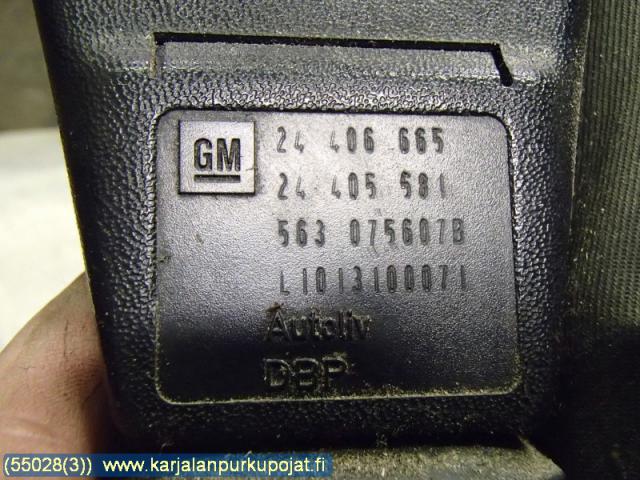 GM 24 406 665
24 405 581
563 075607B
L1013100071
Autoliv
DBP
(55028(3)) www.karjalanpurkupojat.fi